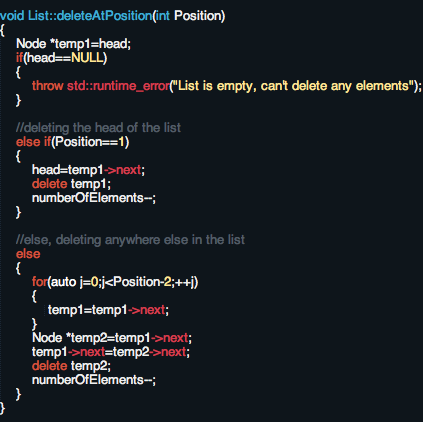 void List::deleteAtPosition(int Position)
{
Node *temp1=head;
if(head==NULL)
{
throw std::runtime_error("List is empty, can't delete any elements");
}
//deleting the head of the list
else if(Position==1)
{
head=temp1->next;
delete temp1;
numberOfElements--;
}
//else, deleting anywhere else in the list
else
{
for(auto j=0;j<Position-2;++j)
{
temp1=temp1->next;
}
Node *temp2=temp1->next;
temp1->next=temp2->next;
delete temp2;
numberOfElements--;
}
}